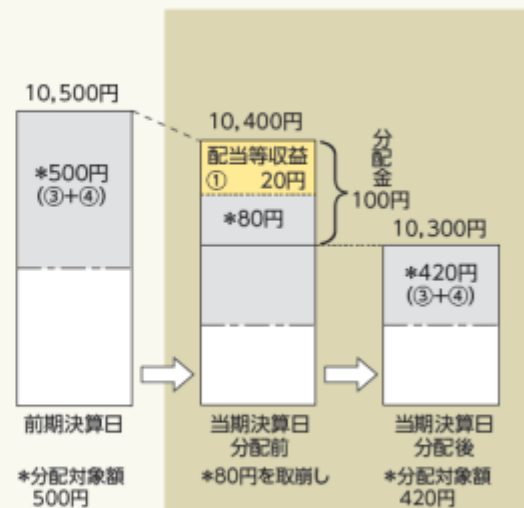 10,500円
*500円
(③+④)
前期決算日
*分配対象額
500円
10,400円
配当等収益
① 20円
*80円
分配金
100円
当期決算日
分配前
*80円を取崩し
10,300円
*420円
(③+④)
当期決算日
分配後
*分配対象額
420円